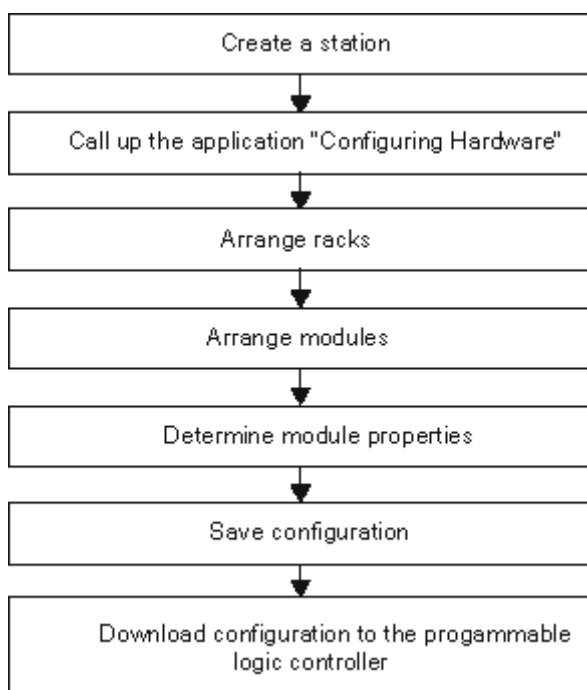 Create a station
Call up the application "Configuring Hardware"
Arrange racks
Arrange modules
Determine module properties
Save configuration
Download configuration to the progammable
logic controller